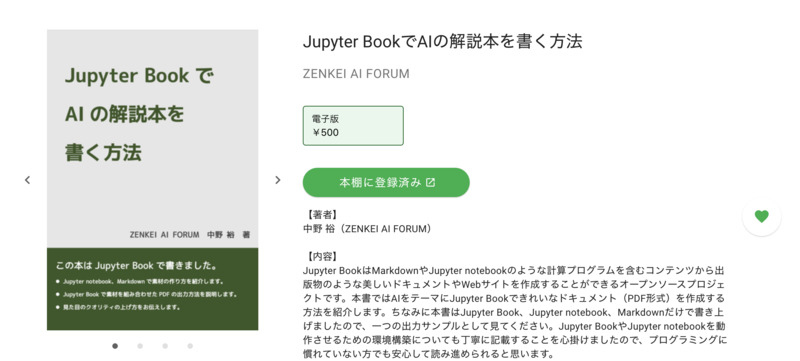 Jupyter Book で
AI の解説本を
書く方法
ZENKEI AI FORUM 中野 裕 著
この本は Jupyter Book で書きました。
Jupyter notebook、Markdown で素材の作り方を紹介します。
Jupyter Book で素材を組み合わせた PDF の出力方法を説明します。
見た目のクオリティの上げ方をお伝えします。
Jupyter BookでAIの解説本を書く方法
ZENKEI AI FORUM
電子版
¥500
本棚に登録済み
【著者】
中野 裕（ZENKEI AI FORUM）
【内容】
Jupyter BookはMarkdownやJupyter notebookのような計算プログラムを含むコンテンツから出
版物のような美しいドキュメントやWebサイトを作成することができるオープンソースプロジェ
クトです。本書ではAIをテーマにJupyter Bookできれいなドキュメント（PDF形式）を作成する
方法を紹介します。ちなみに本書はJupyter Book、Jupyter notebook、Markdownだけで書き上
げましたので、一つの出力サンプルとして見てください。Jupyter BookやJupyter notebookを動
作させるための環境構築についても丁寧に記載することを心掛けましたので、プログラミングに
慣れていない方でも安心して読み進められると思います。